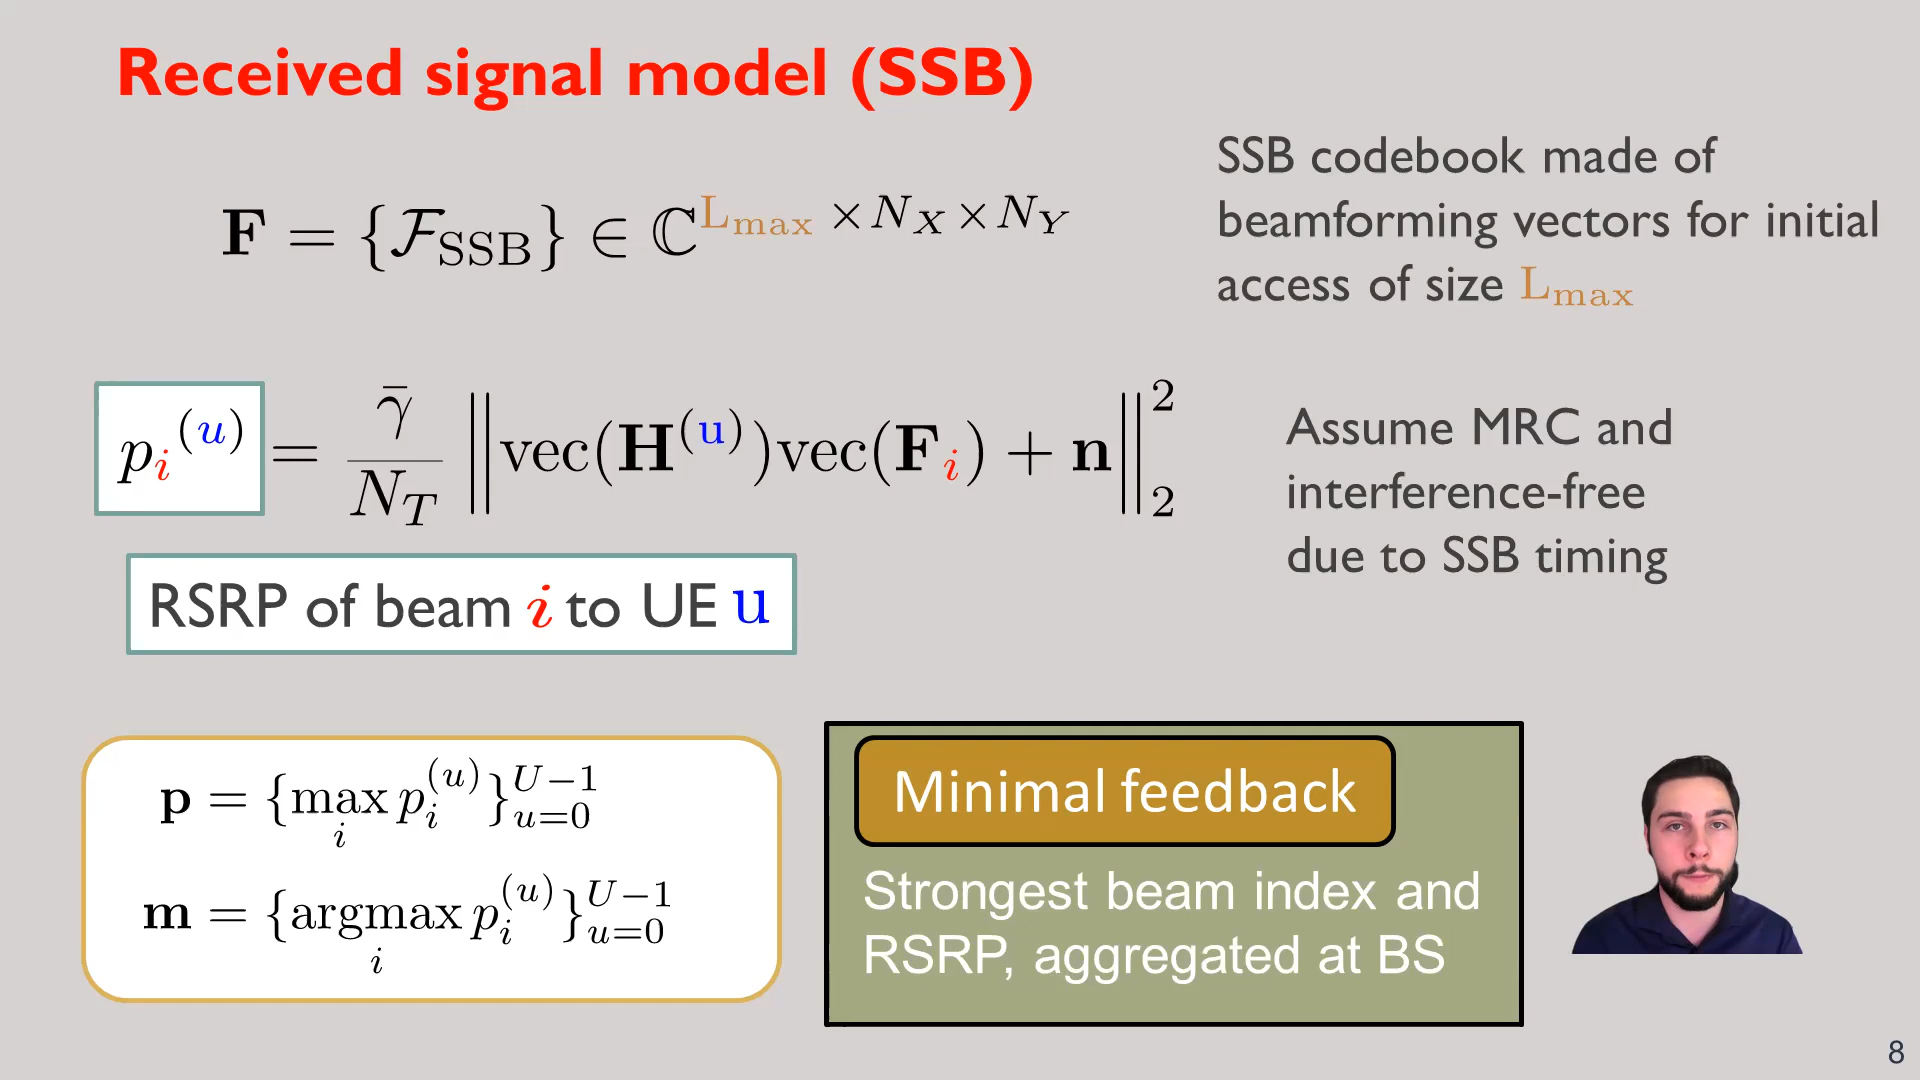 Received signal model (SSB)
SSB codebook made of
beamforming vectors for initial
access of size L_max
F = {ℱ_SSB} ∈ ℂ^{L_max × N_X × N_Y}
p_i^{(u)} = \frac{\bar{γ}}{N_T} ‖vec(H^{(u)})vec(F_i) + n‖_2^2
Assume MRC and
interference-free
due to SSB timing
RSRP of beam i to UE u
p = {max_i p_i^{(u)}}_{u=0}^{U−1}
m = {argmax_i p_i^{(u)}}_{u=0}^{U−1}
Minimal feedback
Strongest beam index and
RSRP, aggregated at BS
8